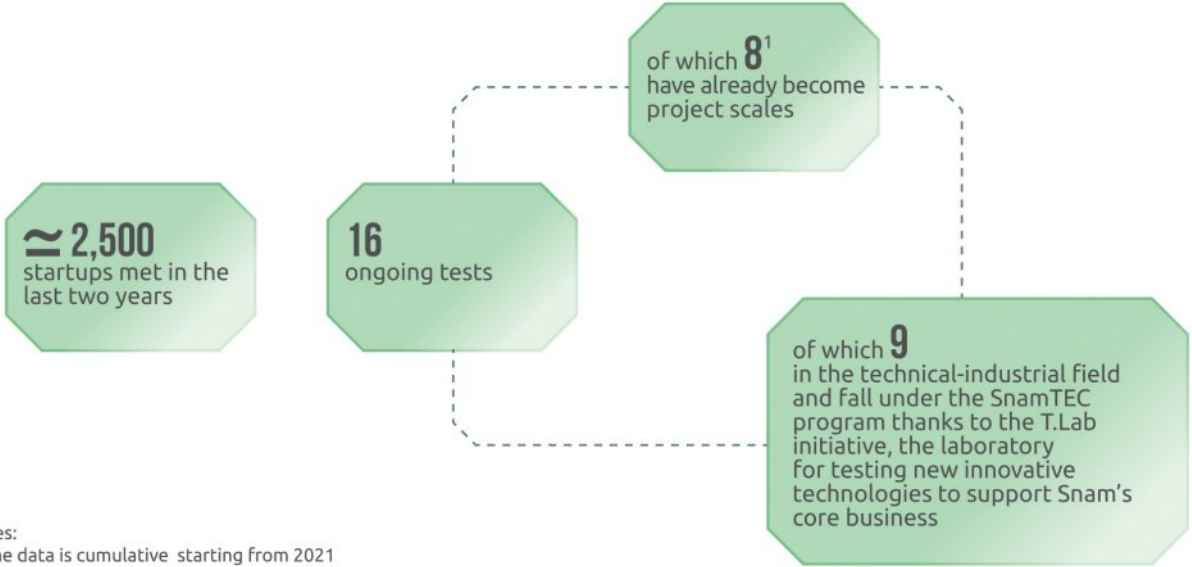 of which 8¹
have already become
project scales
≃ 2,500
startups met in the
last two years
16
ongoing tests
of which 9
in the technical-industrial field
and fall under the SnamTEC
program thanks to the T.Lab
initiative, the laboratory
for testing new innovative
technologies to support Snam's
core business
data is cumulative starting from 2021